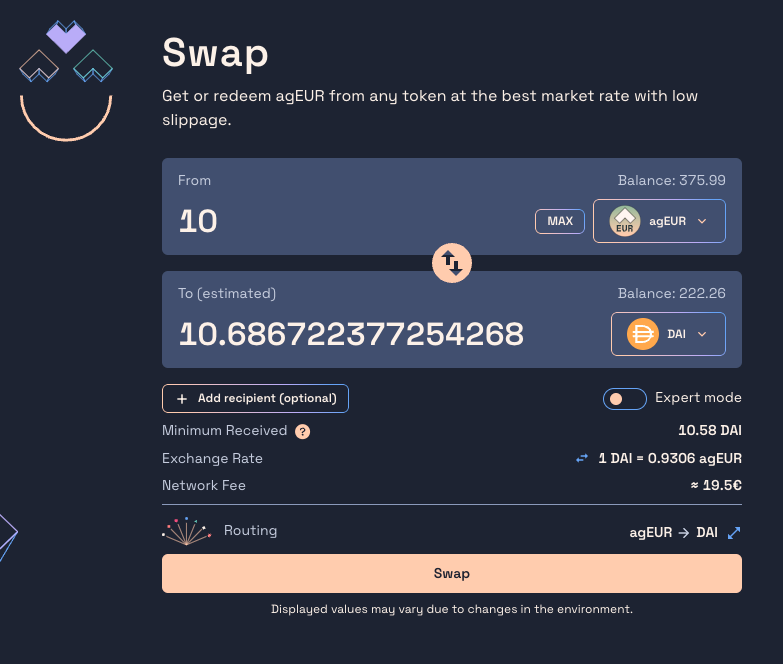 Swap
Get or redeem agEUR from any token at the best market rate with low
slippage.
From
Balance: 375.99
10
MAX
EUR
agEUR
To (estimated)
Balance: 222.26
10.686722377254268
DAI
+ Add recipient (optional)
Expert mode
Minimum Received ?
10.58 DAI
Exchange Rate
1 DAI = 0.9306 agEUR
Network Fee
≈ 19.5€
Routing
agEUR → DAI
Swap
Displayed values may vary due to changes in the environment.